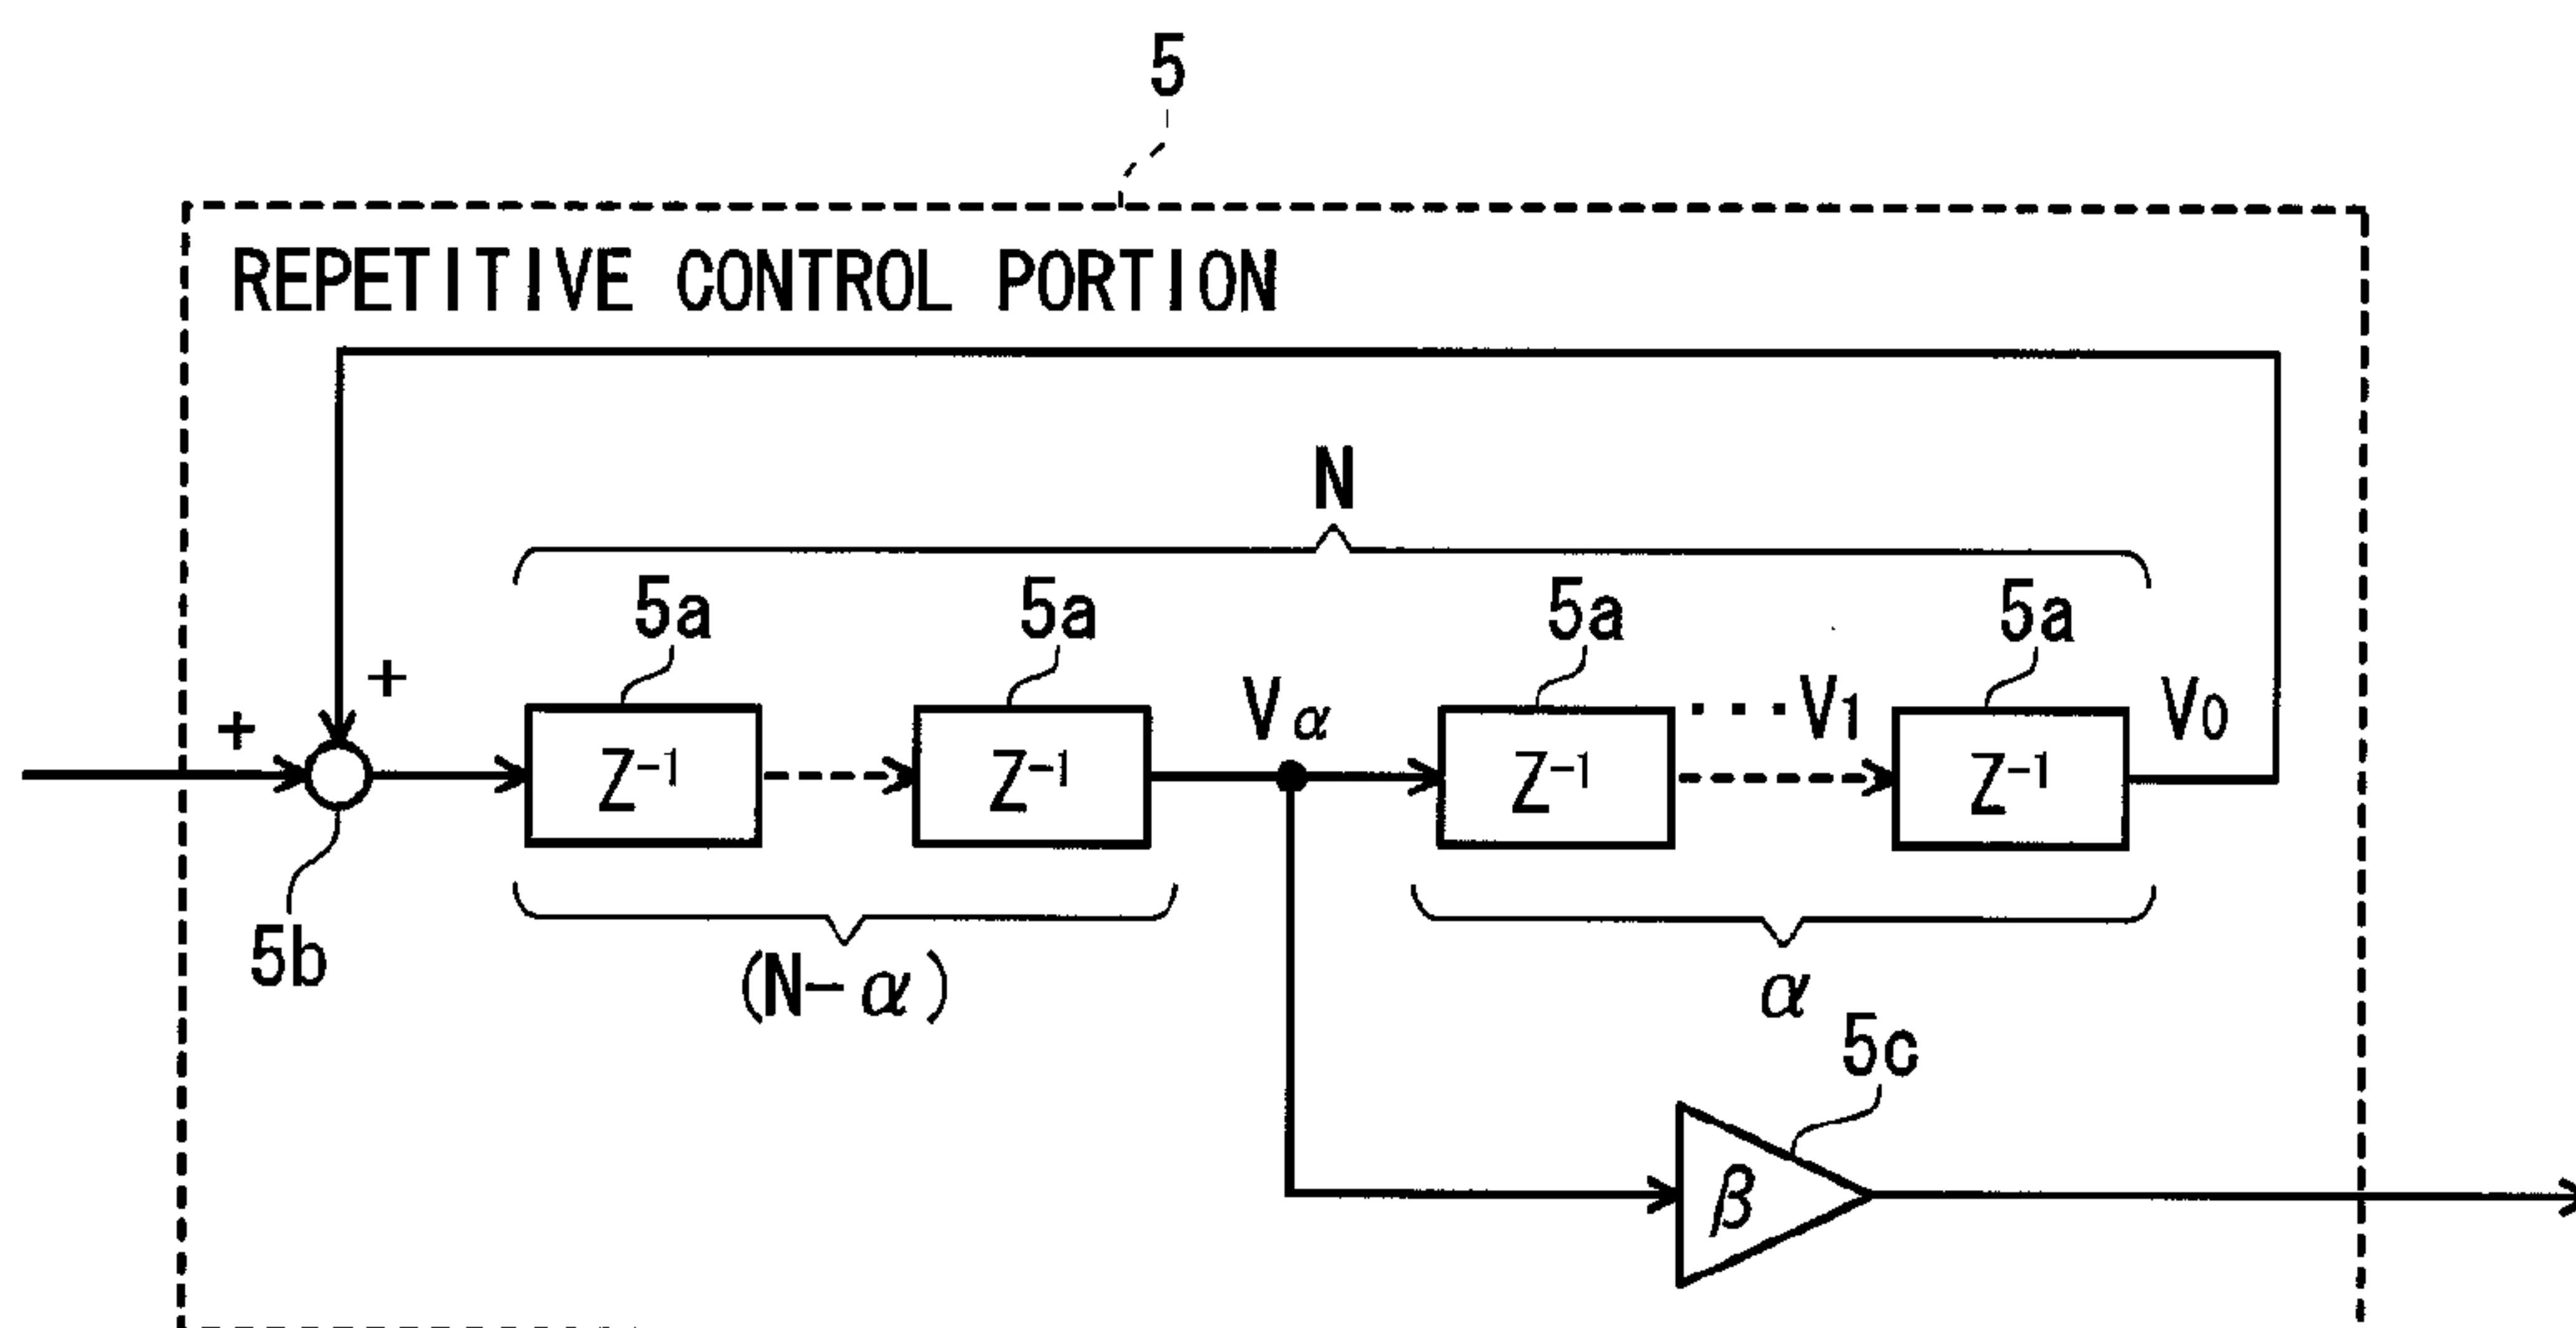 5
REPETITIVE CONTROL PORTION
N
5a 5a 5a 5a
+ + Vα ···V1 V0
Z⁻¹ Z⁻¹ Z⁻¹ Z⁻¹
5b (N-α) α
5c
β